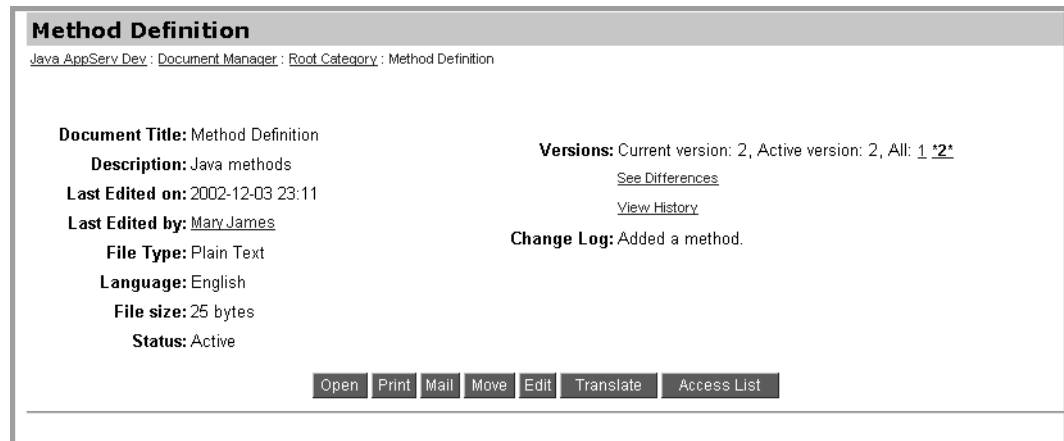 Method Definition
Java AppServ Dev : Document Manager : Root Category : Method Definition
Document Title: Method Definition
Description: Java methods
Last Edited on: 2002-12-03 23:11
Last Edited by: Mary James
File Type: Plain Text
Language: English
File size: 25 bytes
Status: Active
Versions: Current version: 2, Active version: 2, All: 1 *2*
See Differences
View History
Change Log: Added a method.
Open Print Mail Move Edit Translate Access List